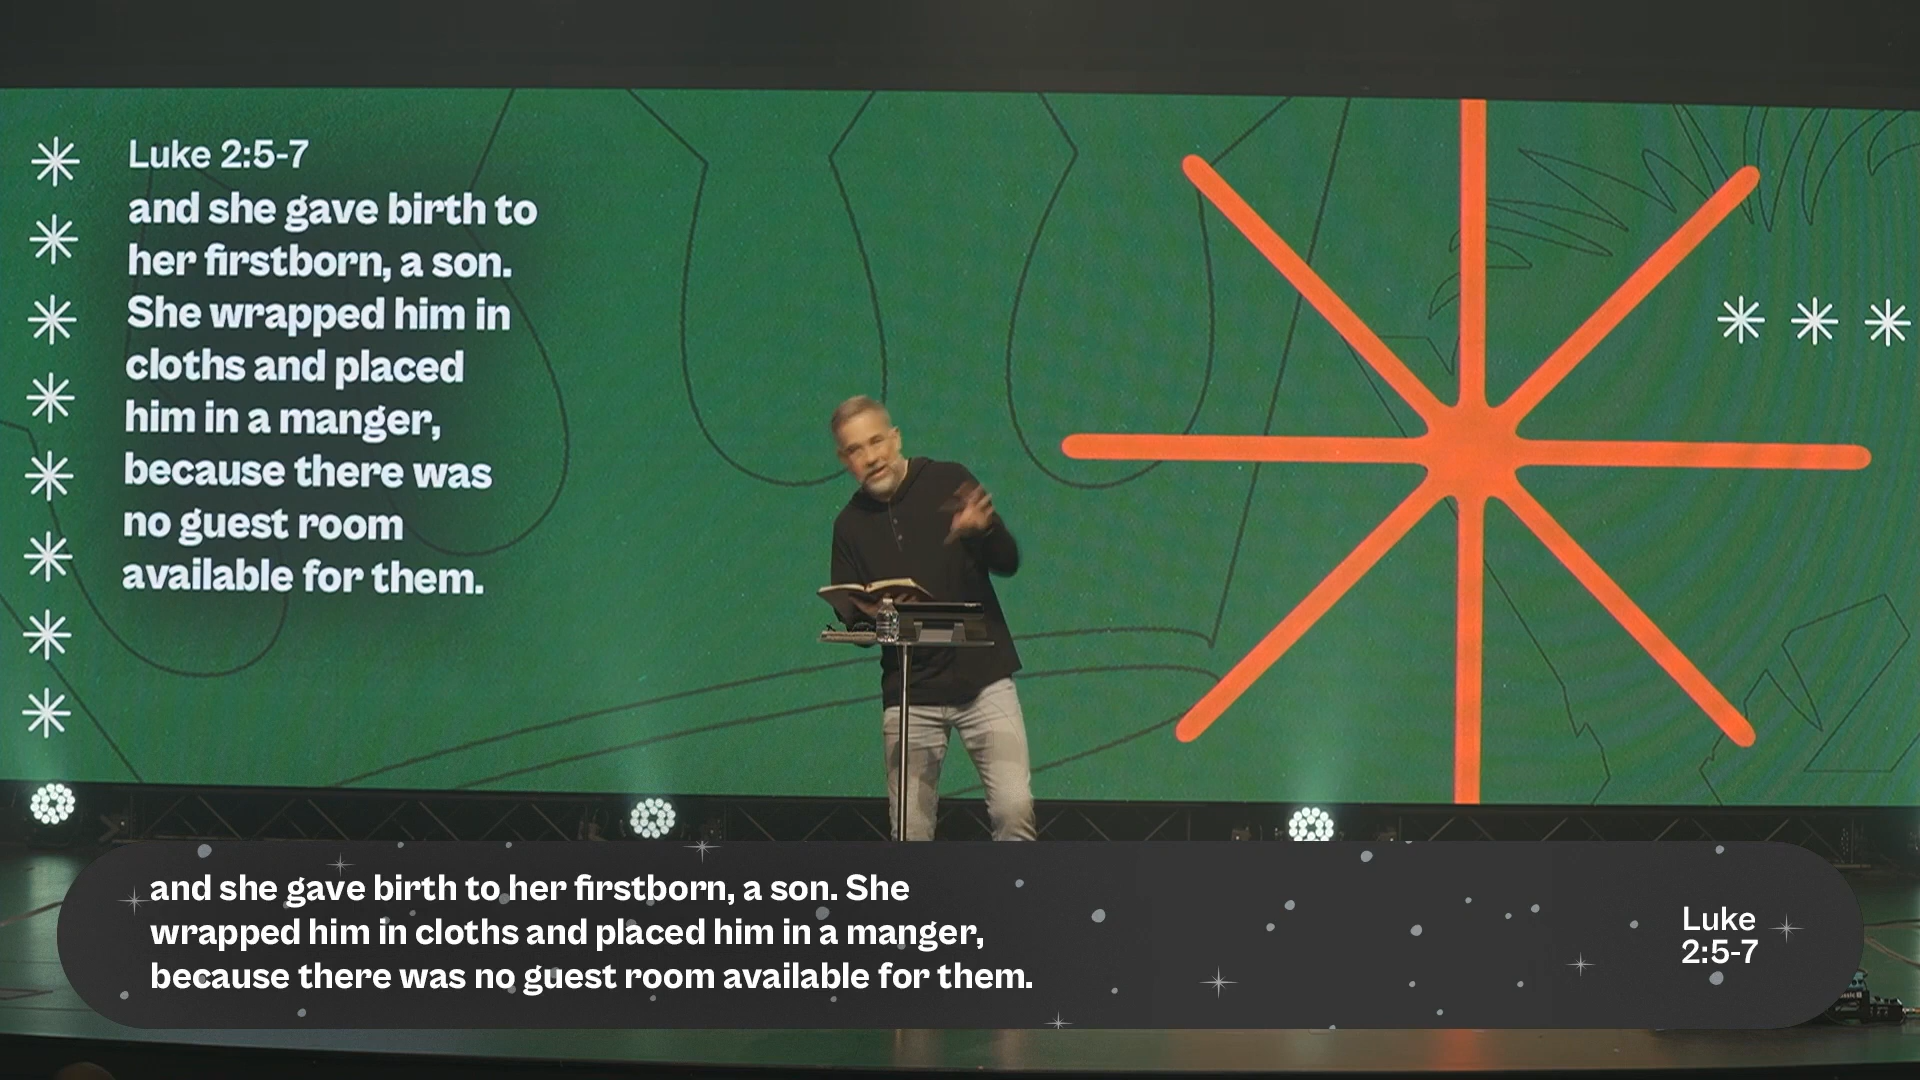 Luke 2:5-7
and she gave birth to
her firstborn, a son.
She wrapped him in
cloths and placed
him in a manger,
because there was
no guest room
available for them.
and she gave birth to her firstborn, a son. She
wrapped him in cloths and placed him in a manger,
because there was no guest room available for them.
Luke
2:5-7